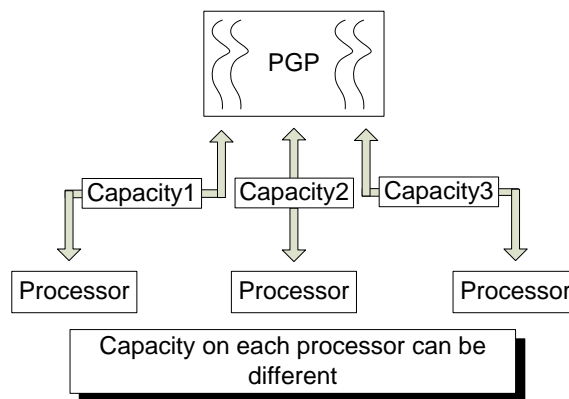 PGP
Capacity1
Capacity2
Capacity3
Processor
Processor
Processor
Capacity on each processor can be
different